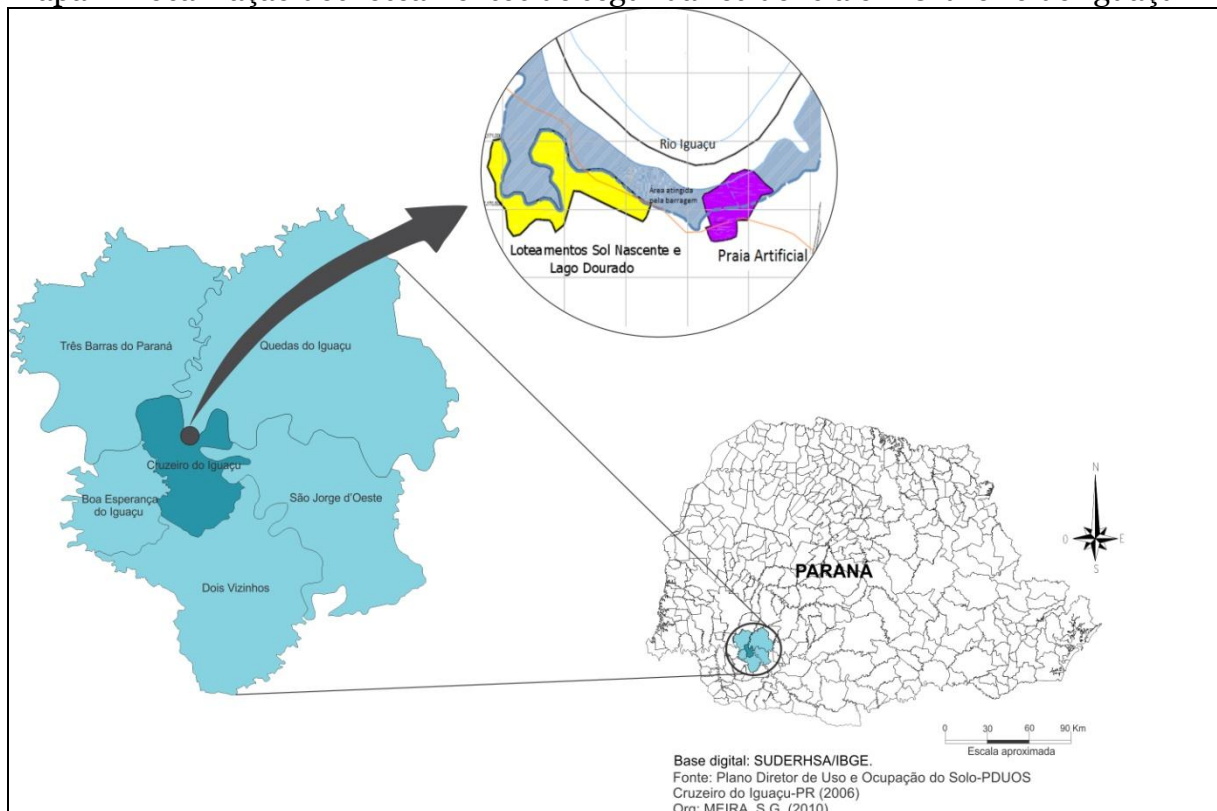 Rio Iguaçu
Área atingida
pela barragem
Loteamentos Sol Nascente e
Lago Dourado
Praia Artificial
Três Barras do Paraná
Quedas do Iguaçu
Cruzeiro do Iguaçu
Boa Esperança
do Iguaçu
São Jorge d'Oeste
Dois Vizinhos
PARANÁ
N
O
E
S
0 30 60 90 Km
Escala aproximada
Base digital: SUDERHSA/IBGE.
Fonte: Plano Diretor de Uso e Ocupação do Solo-PDUOS
Cruzeiro do Iguaçu-PR (2006)
Org: MEIRA, S.G. (2010)